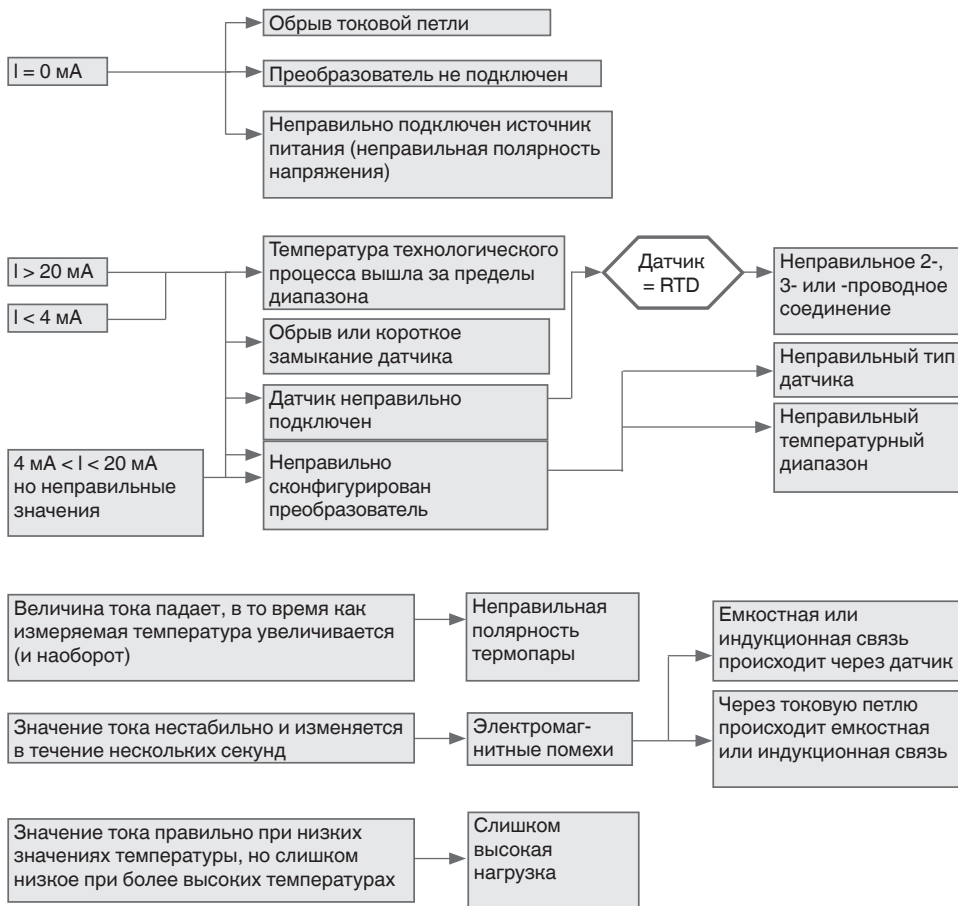 I = 0 мА
Обрыв токовой петли
Преобразователь не подключен
Неправильно подключен источник
питания (неправильная полярность
напряжения)
I > 20 мА
I < 4 мА
4 мА < I < 20 мА
но неправильные
значения
Температура технологического
процесса вышла за пределы
диапазона
Обрыв или короткое
замыкание датчика
Датчик неправильно
подключен
Неправильно
сконфигурирован
преобразователь
Датчик
= RTD
Неправильное 2-,
3- или -проводное
соединение
Неправильный тип
датчика
Неправильный
температурный
диапазон
Величина тока падает, в то время как
измеряемая температура увеличивается
(и наоборот)
Неправильная
полярность
термопары
Значение тока нестабильно и изменяется
в течение нескольких секунд
Электромаг-
нитные помехи
Емкостная или
индукционная связь
происходит через датчик
Через токовую петлю
происходит емкостная
или индукционная связь
Значение тока правильно при низких
значениях температуры, но слишком
низкое при более высоких температурах
Слишком
высокая
нагрузка